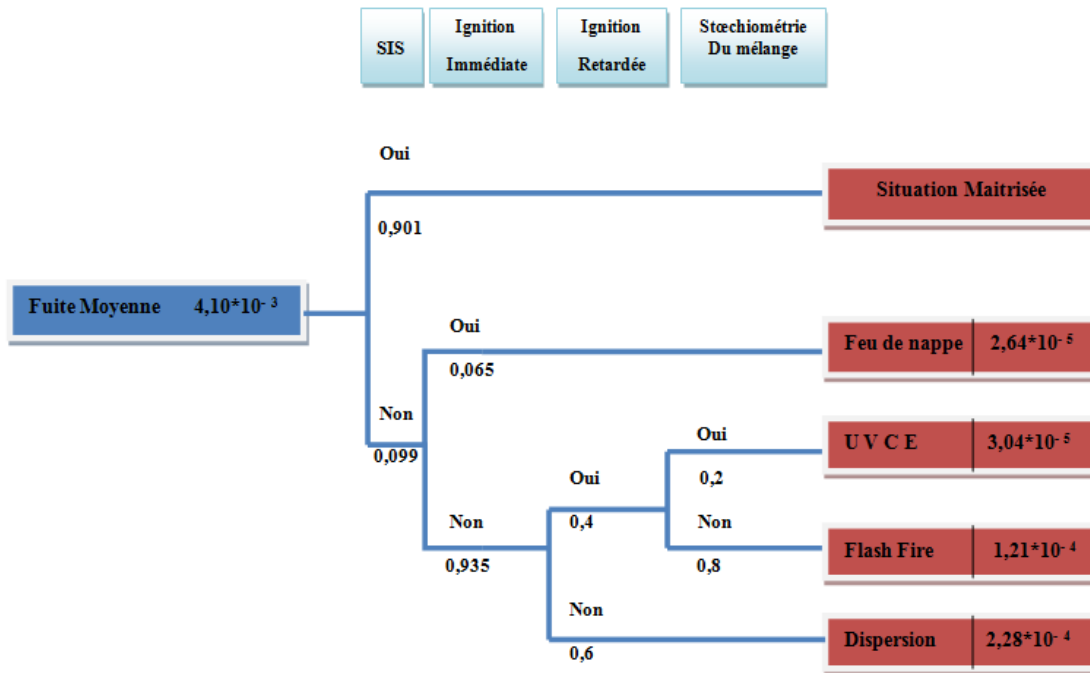 SIS
Ignition
Immédiate
Ignition
Retardée
Stœchiométrie
Du mélange
Oui
Situation Maitrisée
0,901
Fuite Moyenne 4,10*10- 3
Oui
Feu de nappe 2,64*10- 5
0,065
Non
0,099
Oui
U V C E 3,04*10- 5
0,2
Oui
0,4
Non
0,935
Non
0,8
Flash Fire 1,21*10- 4
Non
0,6
Dispersion 2,28*10- 4